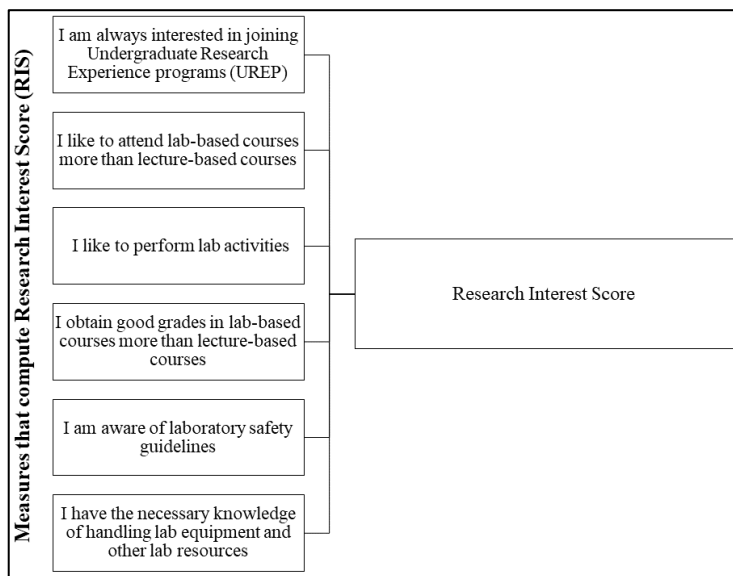 Measures that compute Research Interest Score (RIS)
I am always interested in joining
Undergraduate Research
Experience programs (UREP)
I like to attend lab-based courses
more than lecture-based courses
I like to perform lab activities
I obtain good grades in lab-based
courses more than lecture-based
courses
I am aware of laboratory safety
guidelines
I have the necessary knowledge
of handling lab equipment and
other lab resources
Research Interest Score